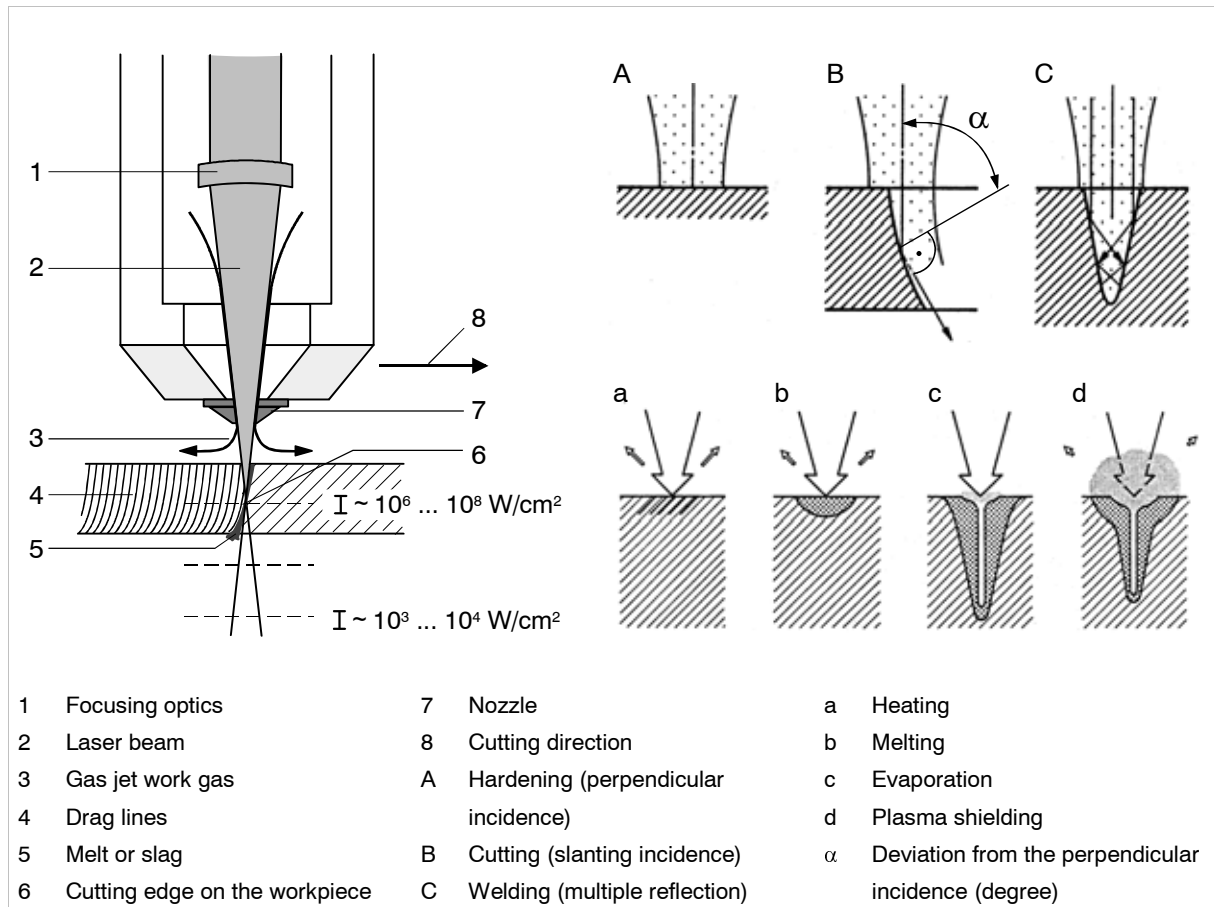 A
B
C
α
1
2
8
7
3
6
4
I ~ 10⁶ ... 10⁸ W/cm²
5
I ~ 10³ ... 10⁴ W/cm²
a
b
c
d
1 Focusing optics
2 Laser beam
3 Gas jet work gas
4 Drag lines
5 Melt or slag
6 Cutting edge on the workpiece
7 Nozzle
8 Cutting direction
A Hardening (perpendicular
incidence)
B Cutting (slanting incidence)
C Welding (multiple reflection)
a Heating
b Melting
c Evaporation
d Plasma shielding
α Deviation from the perpendicular
incidence (degree)